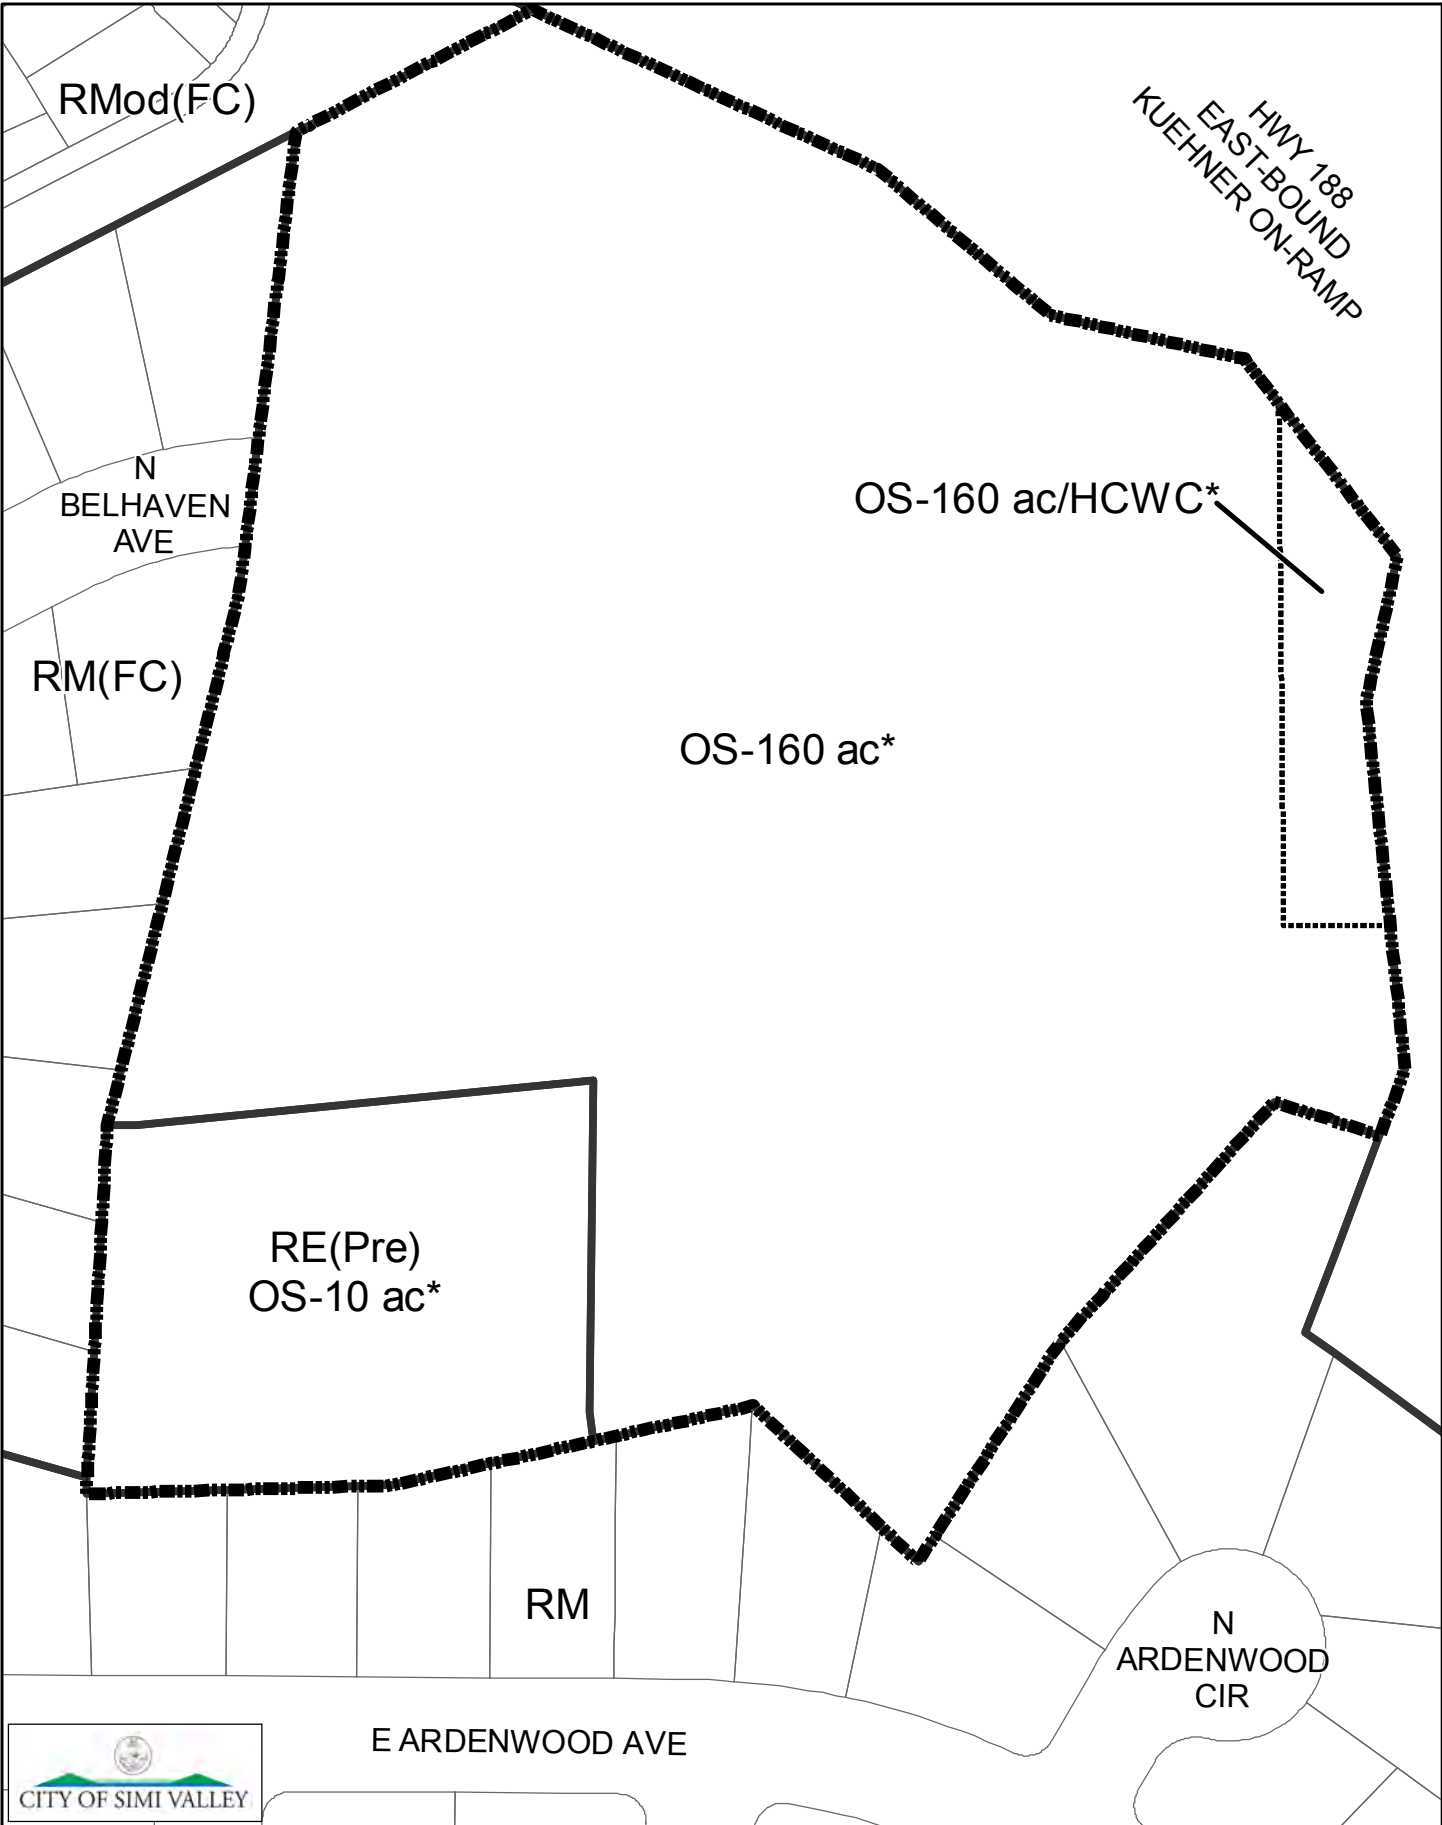 RMod(FC)
HWY 188
EAST-BOUND
KUEHNER ON-RAMP
N
BELHAVEN
AVE
OS-160 ac/HCWC*
RM(FC)
OS-160 ac*
RE(Pre)
OS-10 ac*
RM
N
ARDENWOOD
CIR
E ARDENWOOD AVE
CITY OF SIMI VALLEY